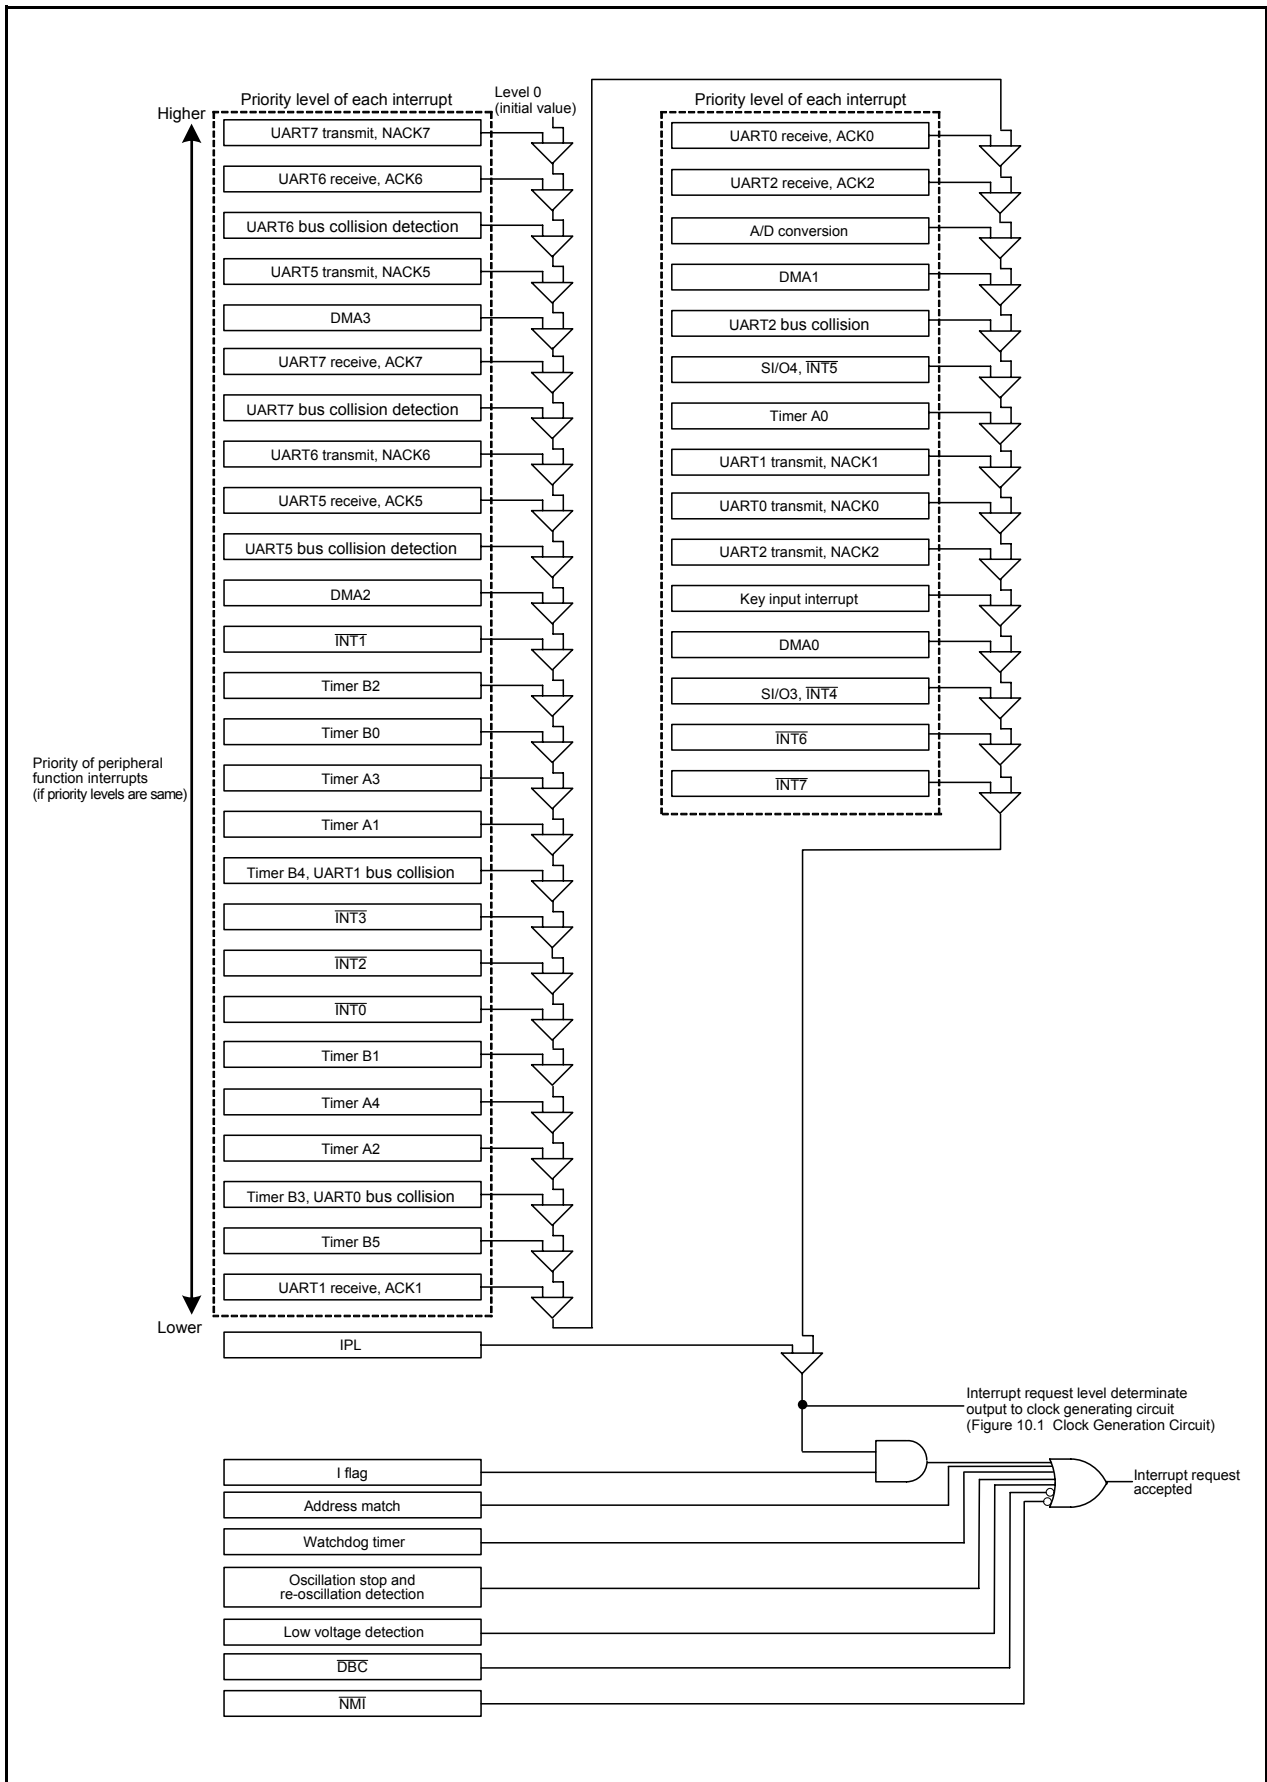 Higher
Priority level of each interrupt
Level 0
(initial value)
UART7 transmit, NACK7
UART6 receive, ACK6
UART6 bus collision detection
UART5 transmit, NACK5
DMA3
UART7 receive, ACK7
UART7 bus collision detection
UART6 transmit, NACK6
UART5 receive, ACK5
UART5 bus collision detection
DMA2
INT1
Timer B2
Timer B0
Timer A3
Timer A1
Timer B4, UART1 bus collision
INT3
INT2
INT0
Timer B1
Timer A4
Timer A2
Timer B3, UART0 bus collision
Timer B5
UART1 receive, ACK1
Priority of peripheral
function interrupts
(if priority levels are same)
Lower
Priority level of each interrupt
UART0 receive, ACK0
UART2 receive, ACK2
A/D conversion
DMA1
UART2 bus collision
SI/O4, INT5
Timer A0
UART1 transmit, NACK1
UART0 transmit, NACK0
UART2 transmit, NACK2
Key input interrupt
DMA0
SI/O3, INT4
INT6
INT7
IPL
Interrupt request level determinate
output to clock generating circuit
(Figure 10.1 Clock Generation Circuit)
I flag
Address match
Watchdog timer
Oscillation stop and
re-oscillation detection
Low voltage detection
DBC
NMI
Interrupt request
accepted